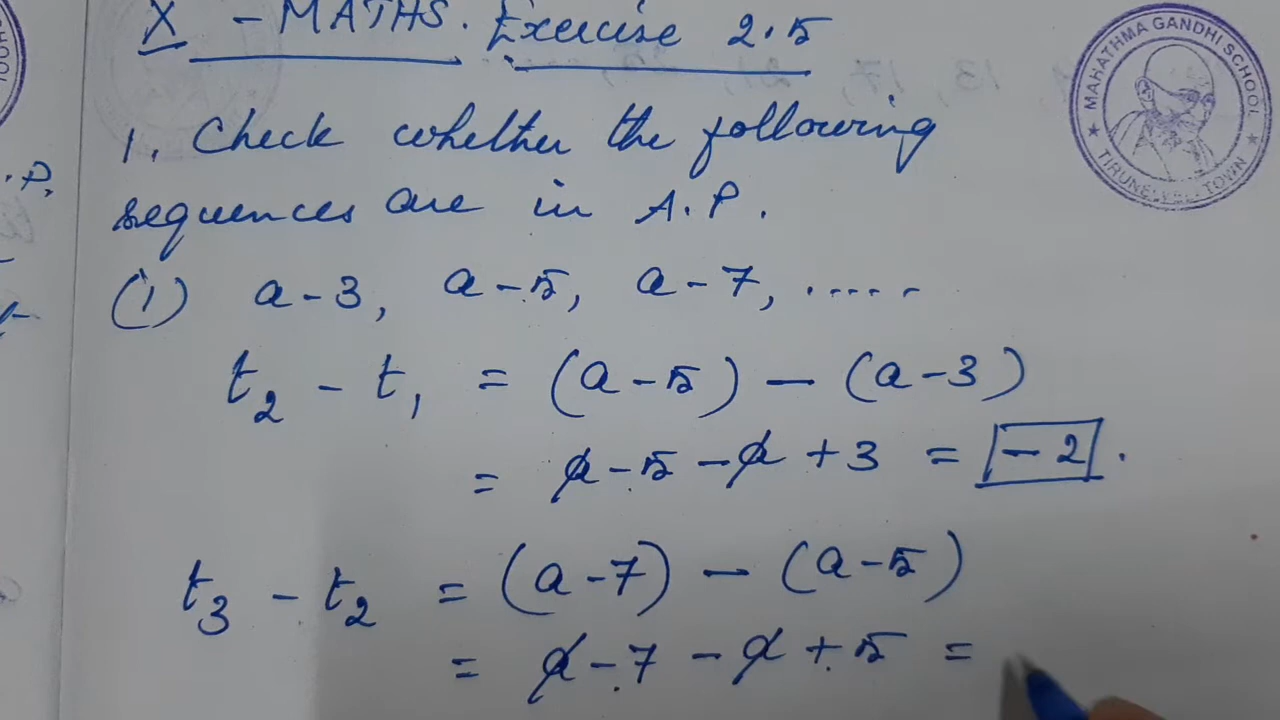 X - MATHS. Exercise 2.5
1. Check whether the following
sequences are in A.P.
(i) a-3, a-5, a-7, .....
t₂ - t₁ = (a-5) - (a-3)
= a-5-a+3 = -2.
t₃ - t₂ = (a-7) - (a-5)
= a-7-a+5 =
MAHATHMA GANDHI SCHOOL
★ TIRUNELVELI TOWN ★
.P.